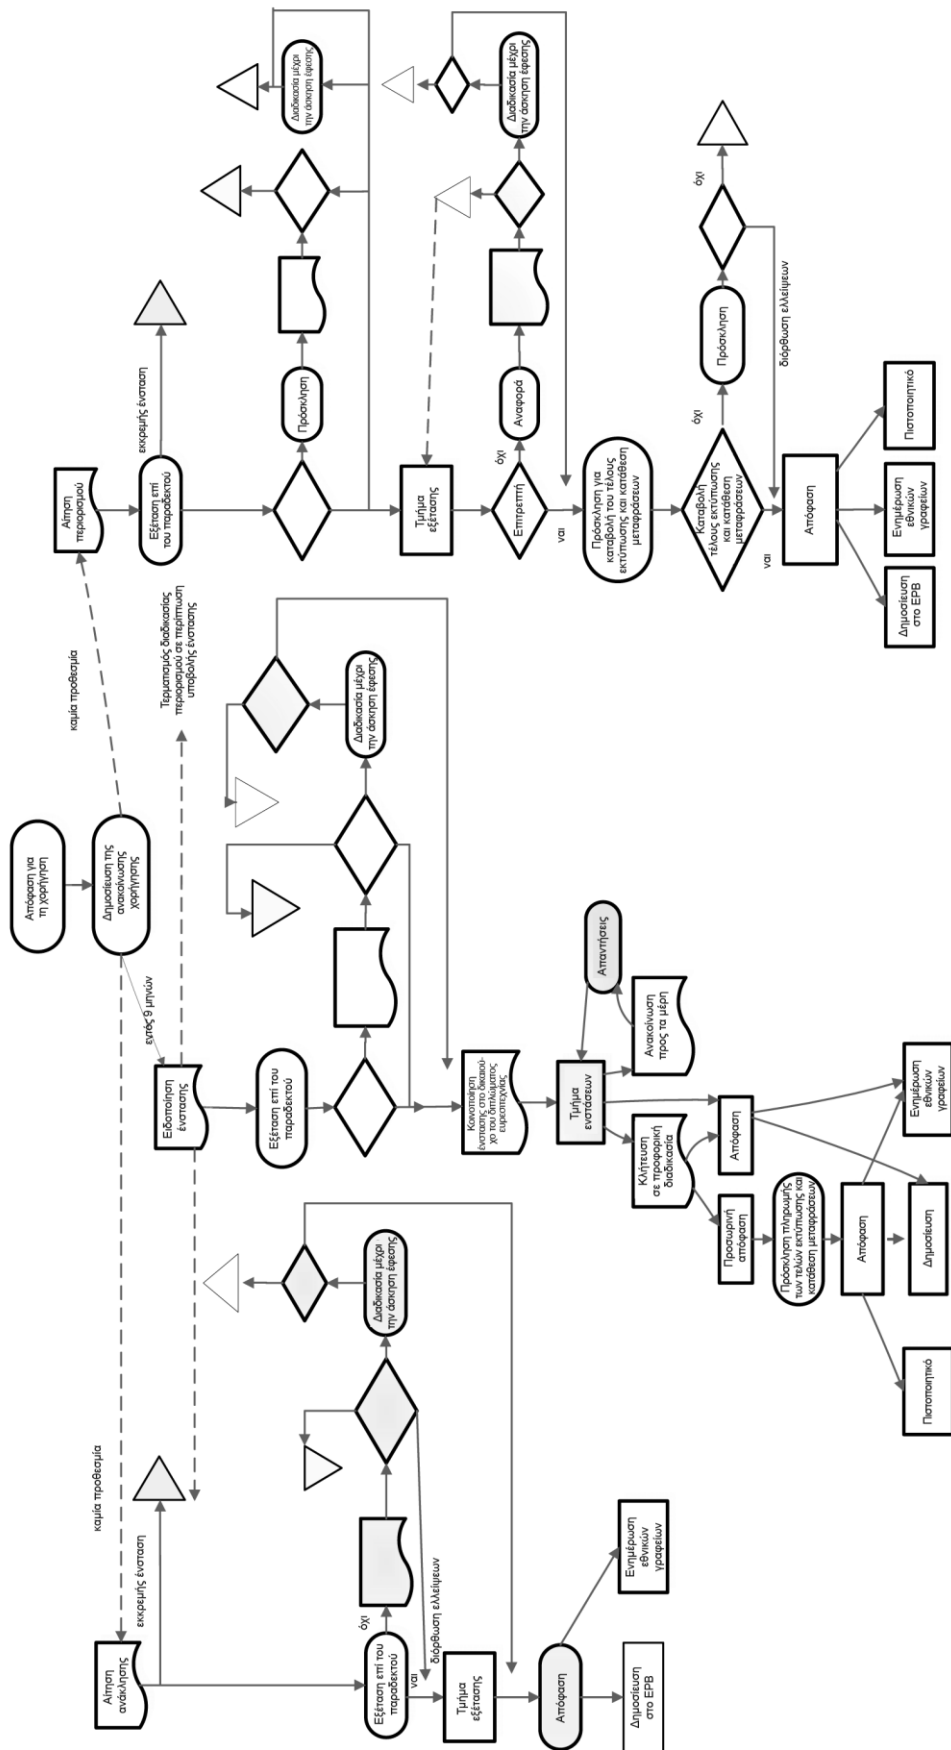 Απόφαση για
τη χορήγηση
Δημοσίευση της
ανακοίνωσης
χορήγησης
καμία προθεσμία
εντός 9 μηνών
καμία προθεσμία
Αίτηση
ανάκλησης
εκκρεμής ένσταση
Εξέταση επί του
παραδεκτού
όχι
ναι
διόρθωση ελλείψεων
Διαδικασία μέχρι
την άσκηση έφεσης
Τμήμα
εξέτασης
Απόφαση
Δημοσίευση
στο EPB
Ενημέρωση
εθνικών
γραφείων
Ειδοποίηση
ένστασης
Τερματισμός διαδικασίας
περιορισμού σε περίπτωση
υποβολής ένστασης
Εξέταση επί του
παραδεκτού
Διαδικασία μέχρι
την άσκηση έφεσης
Κοινοποίηση
ένστασης στο δικαιού-
χο του διπλώματος
ευρεσιτεχνίας
Τμήμα
ενστάσεων
Απαντήσεις
Ανακοίνωση
προς τα μέρη
Κλήτευση
σε προφορική
διαδικασία
Απόφαση
Προσωρινή
απόφαση
Πρόσκληση πληρωμής
των τελών εκτύπωσης και
κατάθεση μεταφράσεων
Απόφαση
Πιστοποιητικό
Δημοσίευση
Ενημέρωση
εθνικών
γραφείων
Αίτηση
περιορισμού
εκκρεμής ένσταση
Εξέταση επί
του παραδεκτού
Πρόσκληση
Διαδικασία μέχρι
την άσκηση έφεσης
Τμήμα
εξέτασης
Επιτρεπτή
όχι
ναι
Αναφορά
Διαδικασία μέχρι
την άσκηση έφεσης
Πρόσκληση για
καταβολή του τέλους
εκτύπωσης και κατάθεση
μεταφράσεων
Καταβολή
τέλους εκτύπωσης
και κατάθεση
μεταφράσεων
όχι
ναι
Πρόσκληση
όχι
διόρθωση ελλείψεων
Απόφαση
Δημοσίευση
στο EPB
Ενημέρωση
εθνικών
γραφείων
Πιστοποιητικό